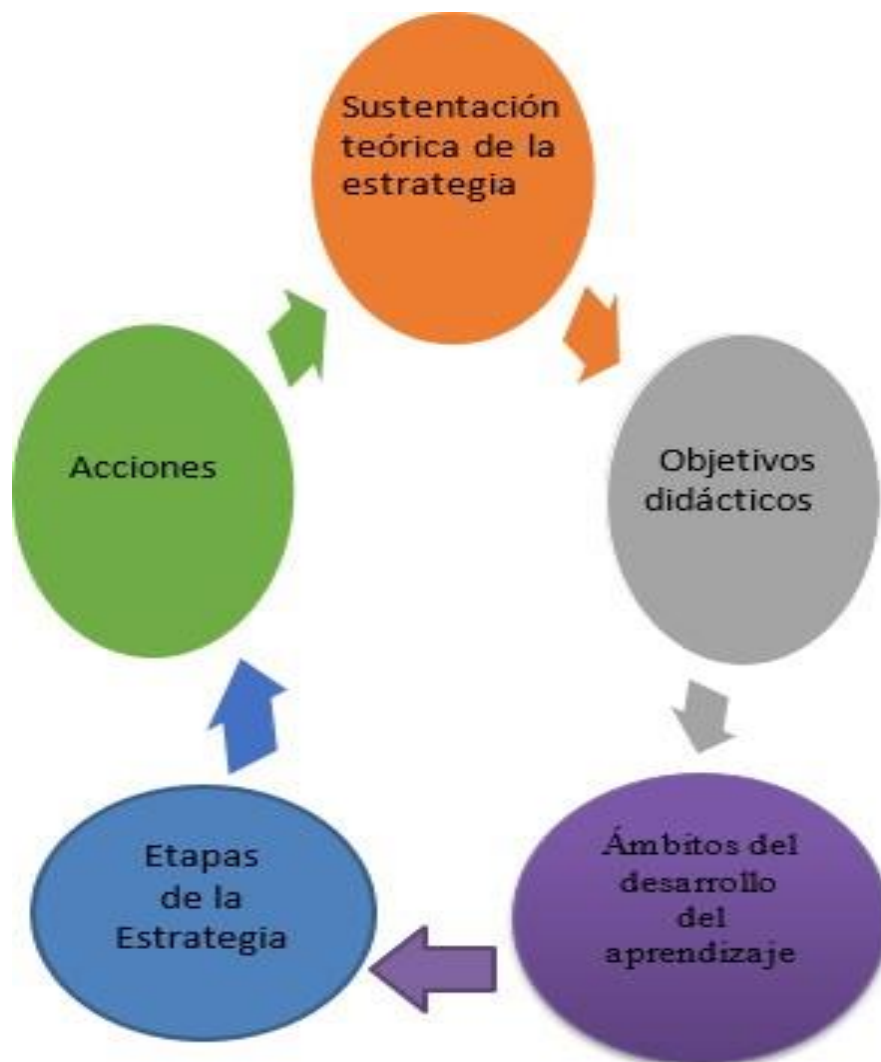 Sustentación
teórica de la
estrategia
Objetivos
didácticos
Ámbitos del
desarrollo
del
aprendizaje
Etapas
de la
Estrategia
Acciones